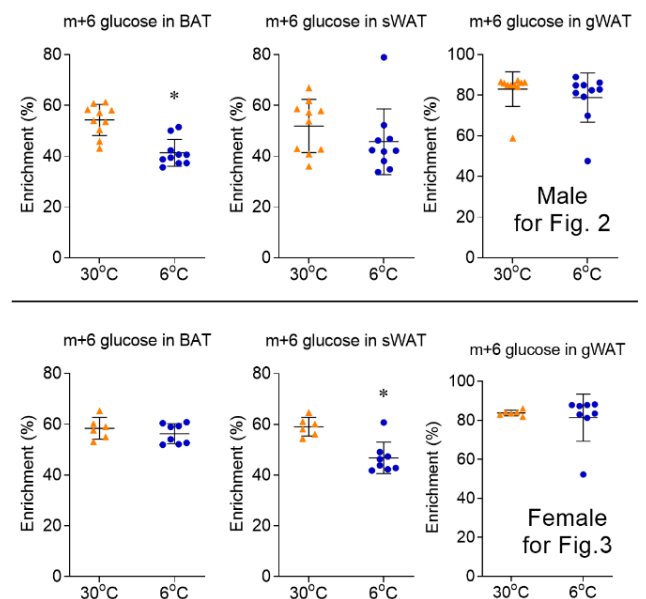 m+6 glucose in BAT
m+6 glucose in sWAT
m+6 glucose in gWAT
Enrichment (%)
80
60
40
20
0
30°C
6°C
*
Enrichment (%)
80
60
40
20
0
30°C
6°C
Enrichment (%)
100
80
60
40
20
0
30°C
6°C
Male
for Fig. 2
m+6 glucose in BAT
m+6 glucose in sWAT
m+6 glucose in gWAT
Enrichment (%)
80
60
40
20
0
30°C
6°C
Enrichment (%)
80
60
40
20
0
30°C
6°C
*
Enrichment (%)
100
80
60
40
20
0
30°C
6°C
Female
for Fig.3